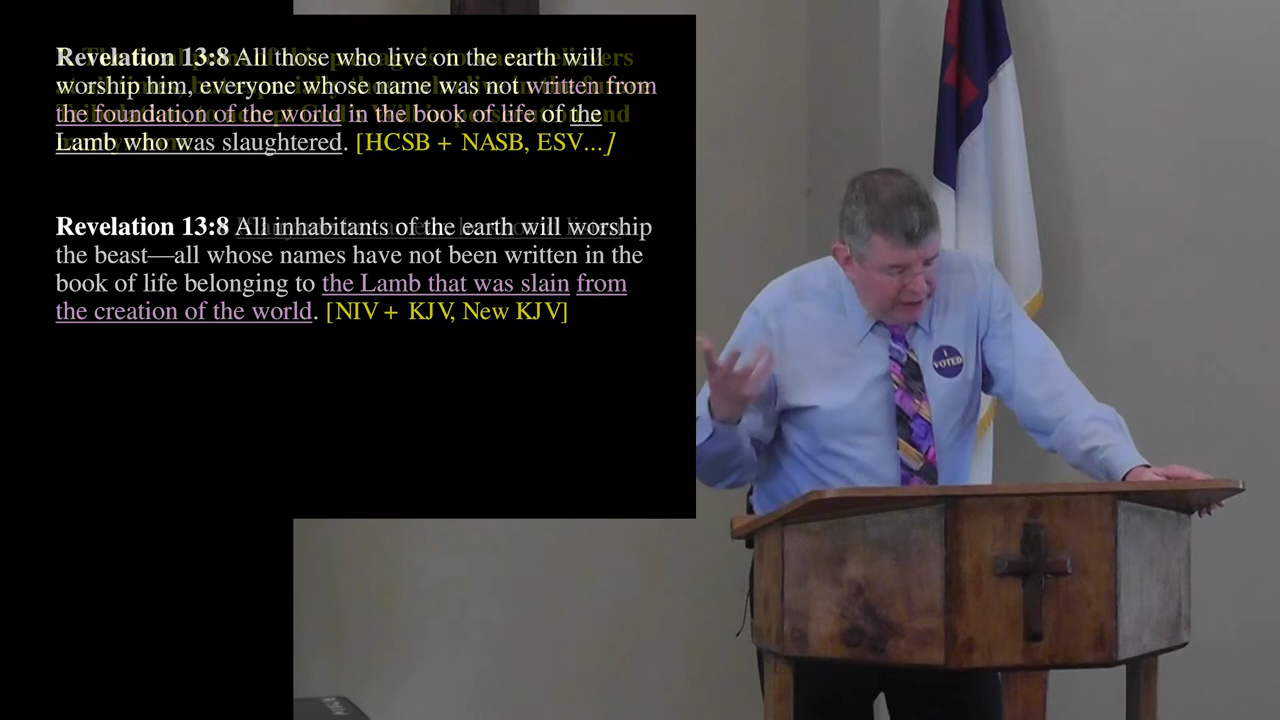 Revelation 13:8 All those who live on the earth will
worship him, everyone whose name was not written from
the foundation of the world in the book of life of the
Lamb who was slaughtered. [HCSB + NASB, ESV...]
Revelation 13:8 All inhabitants of the earth will worship
the beast—all whose names have not been written in the
book of life belonging to the Lamb that was slain from
the creation of the world. [NIV + KJV, New KJV]
I
VOTED